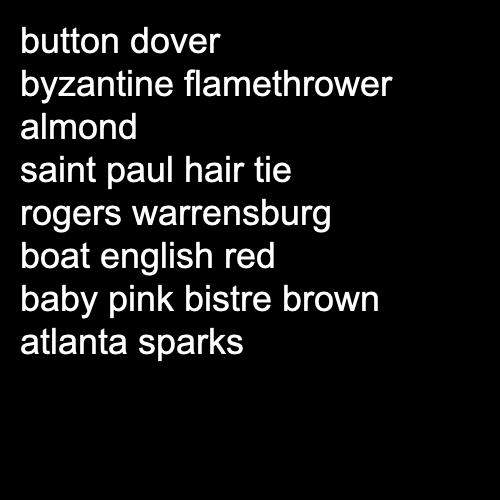 button dover
byzantine flamethrower
almond
saint paul hair tie
rogers warrensburg
boat english red
baby pink bistre brown
atlanta sparks